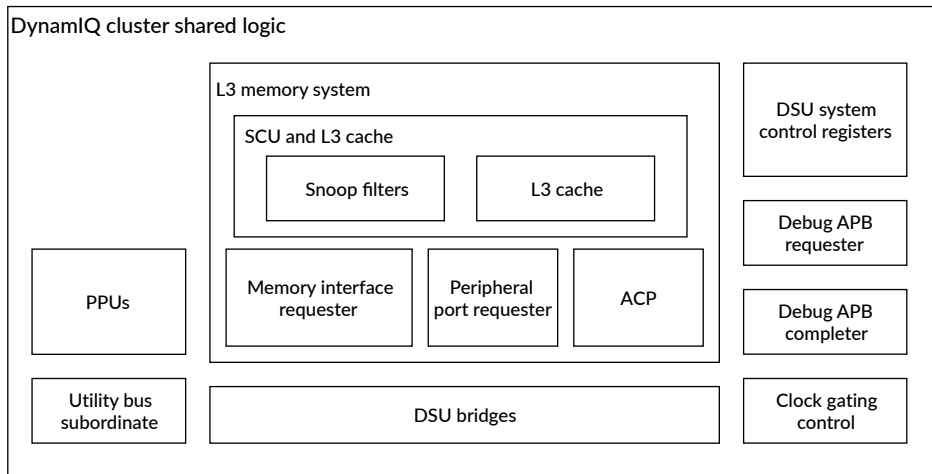 DynamIQ cluster shared logic
L3 memory system
SCU and L3 cache
Snoop filters
L3 cache
Memory interface
requester
Peripheral
port requester
ACP
PPUs
Utility bus
subordinate
DSU bridges
DSU system
control registers
Debug APB
requester
Debug APB
completer
Clock gating
control